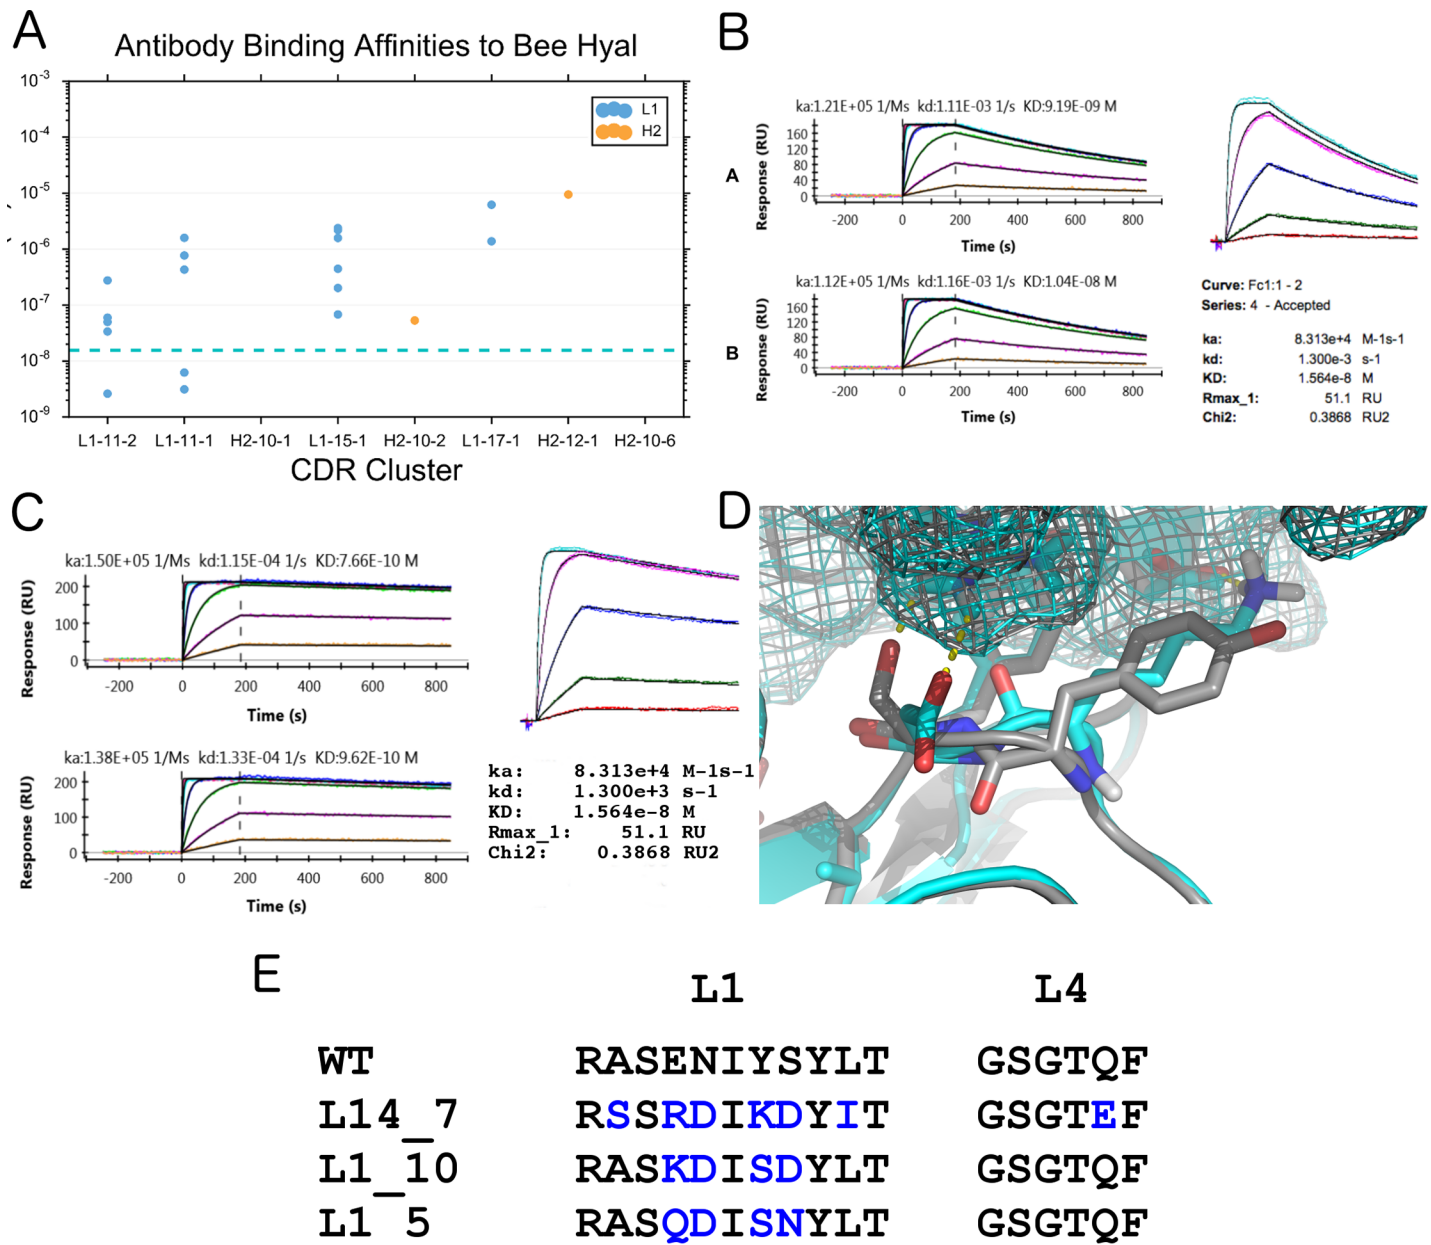 A
Antibody Binding Affinities to Bee Hyal
10-3
10-4
10-5
10-6
10-7
10-8
10-9
L1
H2
L1-11-2 L1-11-1 H2-10-1 L1-15-1 H2-10-2 L1-17-1 H2-12-1 H2-10-6
CDR Cluster
B
ka:1.21E+05 1/Ms kd:1.11E-03 1/s KD:9.19E-09 M
A
Response (RU)
160
120
80
40
0
-200 0 200 400 600 800
Time (s)
ka:1.12E+05 1/Ms kd:1.16E-03 1/s KD:1.04E-08 M
B
Response (RU)
160
120
80
40
0
-200 0 200 400 600 800
Time (s)
Curve: Fc1:1 - 2
Series: 4 - Accepted
ka: 8.313e+4 M-1s-1
kd: 1.300e-3 s-1
KD: 1.564e-8 M
Rmax_1: 51.1 RU
Chi2: 0.3868 RU2
C
ka:1.50E+05 1/Ms kd:1.15E-04 1/s KD:7.66E-10 M
Response (RU)
200
100
0
-200 0 200 400 600 800
Time (s)
ka:1.38E+05 1/Ms kd:1.33E-04 1/s KD:9.62E-10 M
Response (RU)
200
100
0
-200 0 200 400 600 800
Time (s)
ka: 8.313e+4 M-1s-1
kd: 1.300e+3 s-1
KD: 1.564e-8 M
Rmax_1: 51.1 RU
Chi2: 0.3868 RU2
D
E
L1 L4
WT RASENIYSYLT GSGTQF
L14_7 RSSRDIKDYIT GSGTEF
L1_10 RASKDISDYLT GSGTQF
L1_5 RASQDISNYLT GSGTQF